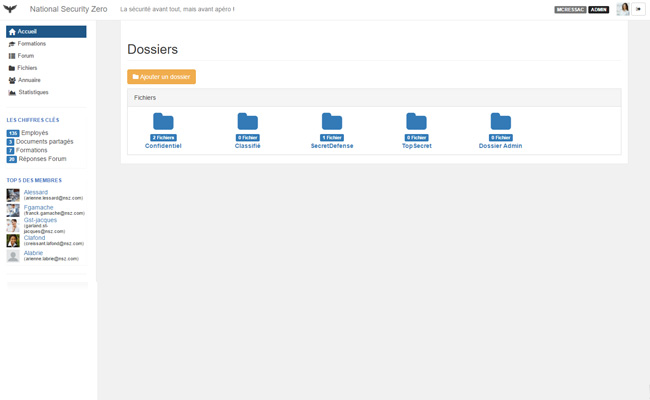 National Security Zero
La sécurité avant tout, mais avant apéro !
MCRESSAC ADMIN
Accueil
Formations
Forum
Fichiers
Annuaire
Statistiques
LES CHIFFRES CLÉS
136 Employés
3 Documents partagés
7 Formations
20 Réponses Forum
TOP 5 DES MEMBRES
Alessard
(arienne.lessard@nsz.com)
Fgamache
(franck.gamache@nsz.com)
Gst-jacques
(garland.st-
jacques@nsz.com)
Clafond
(creissant.lafond@nsz.com)
Alabrie
(arienne.labrie@nsz.com)
Dossiers
Ajouter un dossier
Fichiers
2 Fichiers
0 Fichier
1 Fichier
0 Fichier
0 Fichier
Confidentiel
Classifié
SecretDefense
TopSecret
Dossier Admin